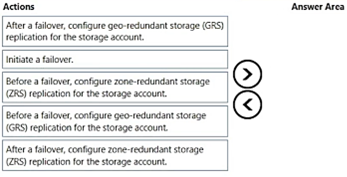 Actions
Answer Area
After a failover, configure geo-redundant storage (GRS)
replication for the storage account.
Initiate a failover.
Before a failover, configure zone-redundant storage
(ZRS) replication for the storage account.
Before a failover, configure geo-redundant storage
(GRS) replication for the storage account.
After a failover, configure zone-redundant storage
(ZRS) replication for the storage account.